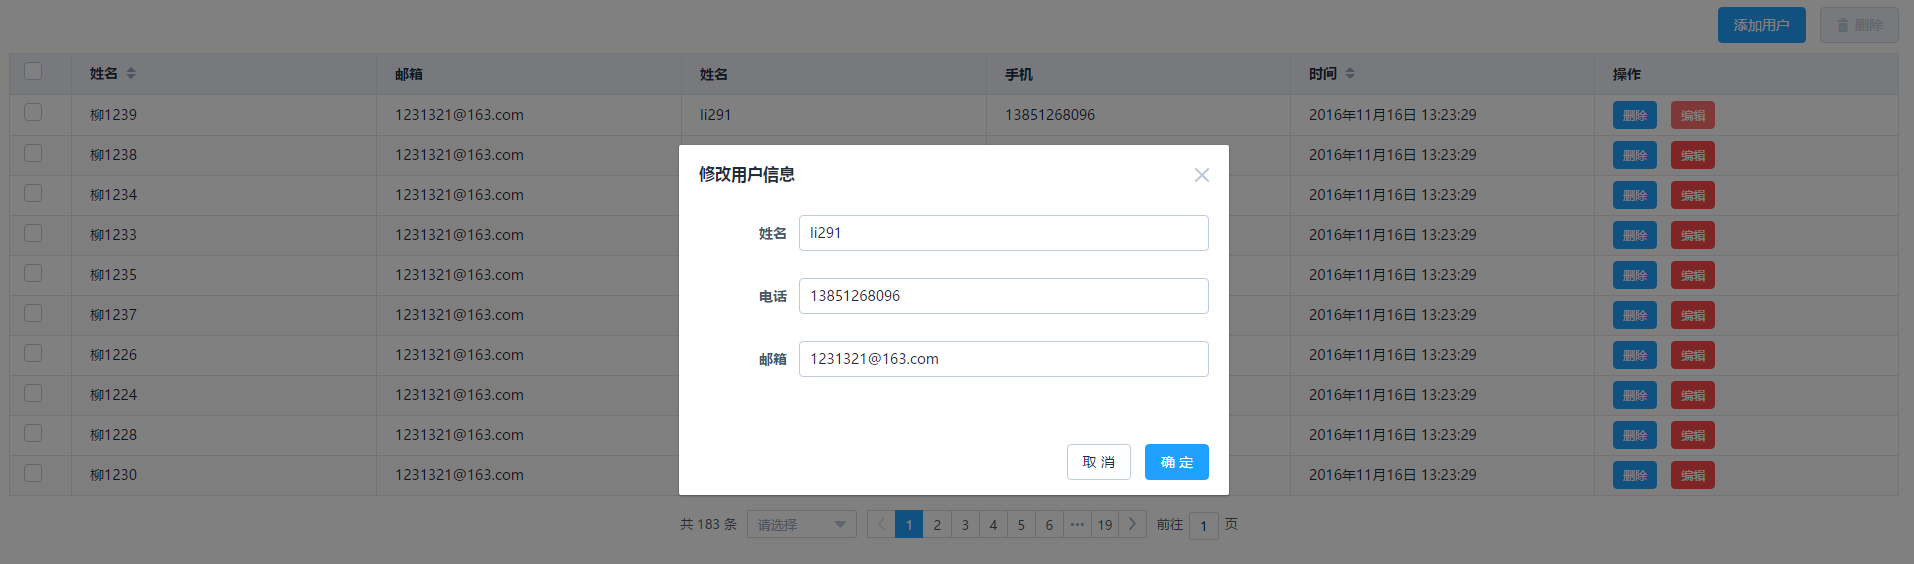 添加用户 删除
姓名 邮箱 姓名 手机 时间 操作
柳1239 1231321@163.com li291 13851268096 2016年11月16日 13:23:29 删除 编辑
柳1238 1231321@163.com 2016年11月16日 13:23:29 删除 编辑
修改用户信息
柳1234 1231321@163.com 2016年11月16日 13:23:29 删除 编辑
柳1233 1231321@163.com 2016年11月16日 13:23:29 删除 编辑
姓名 li291
柳1235 1231321@163.com 2016年11月16日 13:23:29 删除 编辑
电话 13851268096
柳1237 1231321@163.com 2016年11月16日 13:23:29 删除 编辑
柳1226 1231321@163.com 2016年11月16日 13:23:29 删除 编辑
邮箱 1231321@163.com
柳1224 1231321@163.com 2016年11月16日 13:23:29 删除 编辑
柳1228 1231321@163.com 2016年11月16日 13:23:29 删除 编辑
取 消 确 定
柳1230 1231321@163.com 2016年11月16日 13:23:29 删除 编辑
共 183 条 请选择 1 2 3 4 5 6 ••• 19 前往 1 页